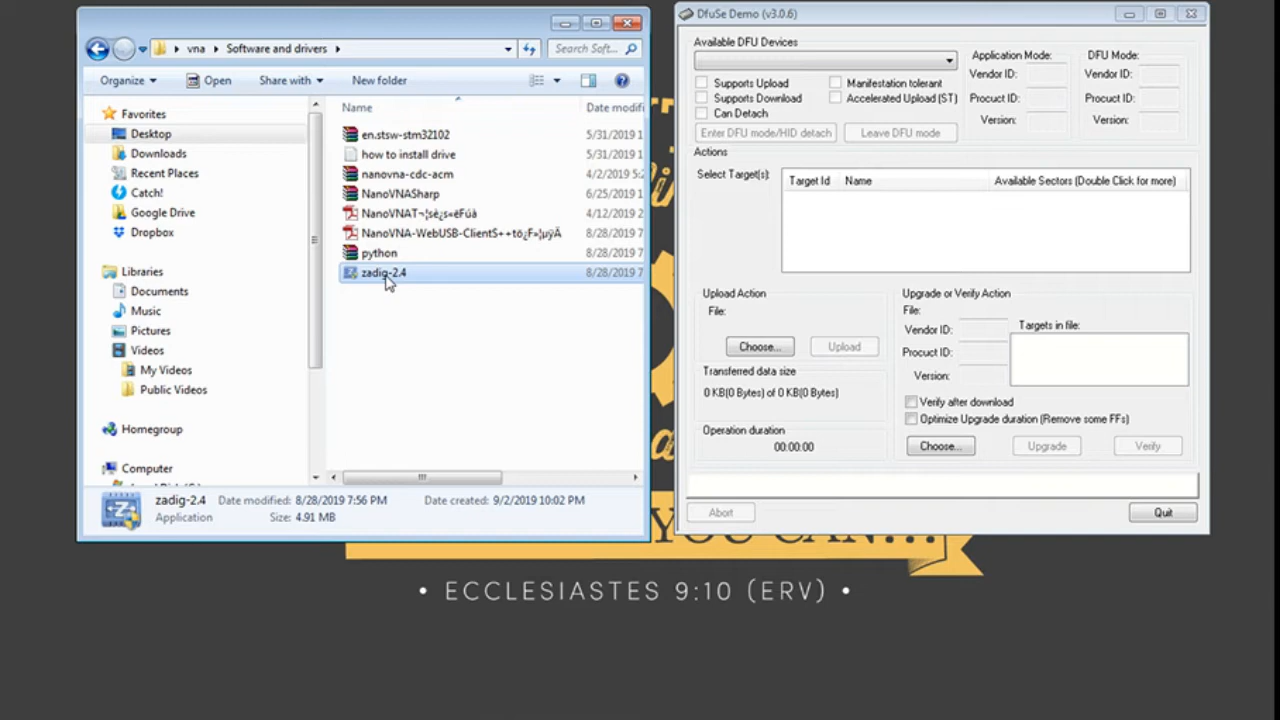 vna
Software and drivers
Search Soft...
Organize
Open
Share with
New folder
Favorites
Desktop
Downloads
Recent Places
Catch!
Google Drive
Dropbox
Libraries
Documents
Music
Pictures
Videos
My Videos
Public Videos
Homegroup
Computer
Name
Date modifi
en.stsw-stm32102
5/31/2019 1
how to install drive
5/31/2019 1
nanovna-cdc-acm
4/2/2019 5:2
NanoVNASharp
6/25/2019 1
4/12/2019 2
8/28/2019 7
python
8/28/2019 7
zadig-2.4
8/28/2019 7
zadig-2.4
Date modified: 8/28/2019 7:56 PM
Date created: 9/2/2019 10:02 PM
Application
Size: 4.91 MB
DfuSe Demo (v3.0.6)
Available DFU Devices
Supports Upload
Manifestation tolerant
Supports Download
Accelerated Upload (ST)
Can Detach
Enter DFU mode/HID detach
Leave DFU mode
Application Mode:
Vendor ID:
Procuct ID:
Version:
DFU Mode:
Vendor ID:
Procuct ID:
Version:
Actions
Select Target(s):
Target Id
Name
Available Sectors (Double Click for more)
Upload Action
File:
Choose...
Upload
Transferred data size
0 KB(0 Bytes) of 0 KB(0 Bytes)
Operation duration
00:00:00
Upgrade or Verify Action
File:
Vendor ID:
Procuct ID:
Version:
Targets in file:
Verify after download
Optimize Upgrade duration (Remove some FFs)
Choose...
Upgrade
Verify
Abort
Quit
YOU CAN...
• ECCLESIASTES 9:10 (ERV) •